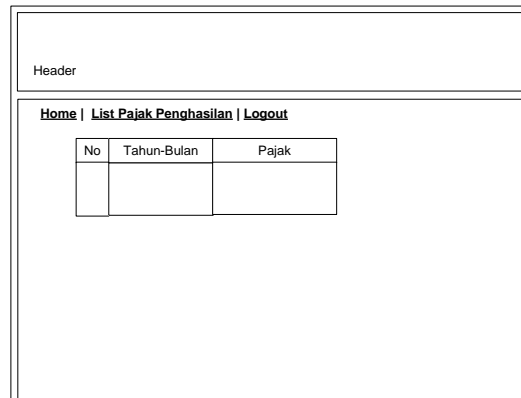 Header
Home | List Pajak Penghasilan | Logout
No Tahun-Bulan Pajak